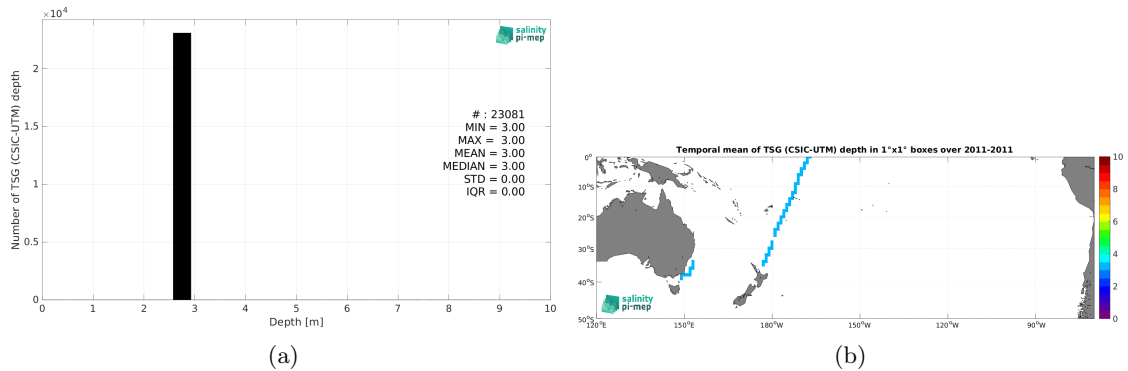 ×10⁴
2
1.5
1
0.5
0
0 1 2 3 4 5 6 7 8 9 10
Number of TSG (CSIC-UTM) depth
Depth [m]
salinity
pi-mep
# : 23081
MIN = 3.00
MAX = 3.00
MEAN = 3.00
MEDIAN = 3.00
STD = 0.00
IQR = 0.00
(a)
Temporal mean of TSG (CSIC-UTM) depth in 1°x1° boxes over 2011-2011
0°
10°S
20°S
30°S
40°S
50°S
120°E 150°E 180°W 150°W 120°W 90°W
10
8
6
4
2
0
salinity
pi-mep
(b)